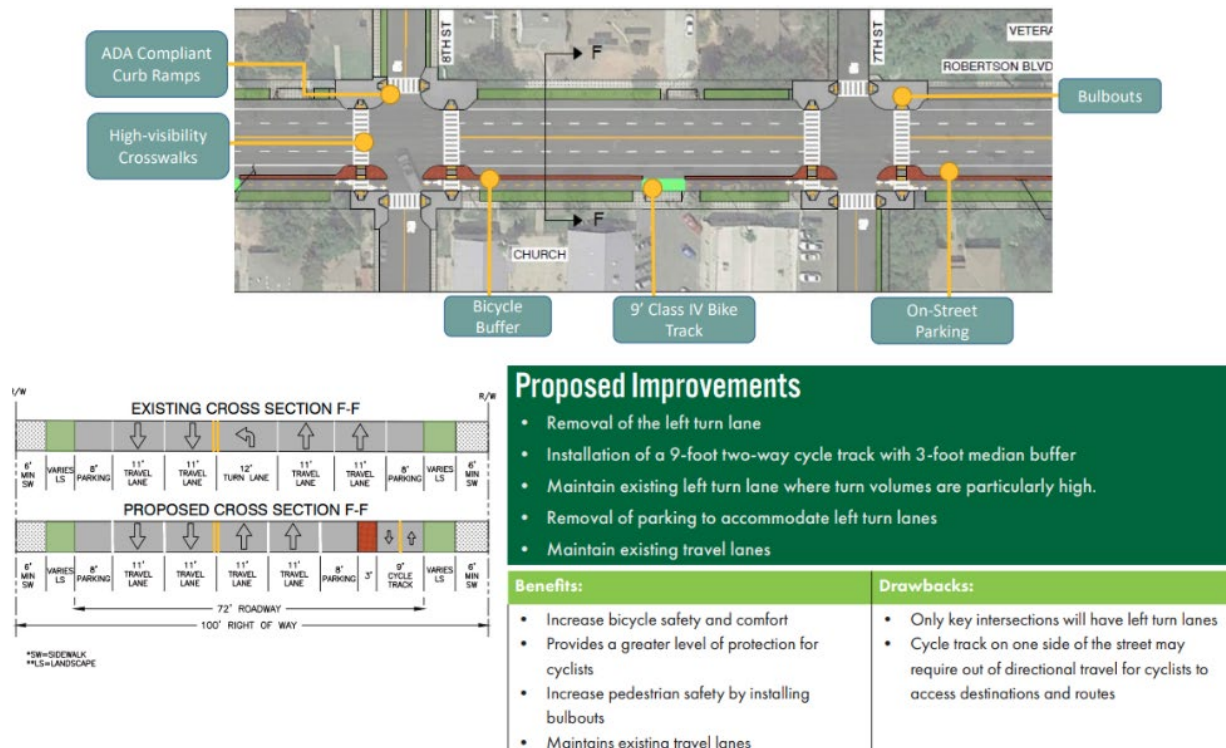 ADA Compliant
Curb Ramps
High-visibility
Crosswalks
8TH ST
F
7TH ST
VETERA
ROBERTSON BLVD
Bulbouts
F
CHURCH
Bicycle
Buffer
9' Class IV Bike
Track
On-Street
Parking
R/W
EXISTING CROSS SECTION F-F
6'
MIN
SW
VARIES
LS
8'
PARKING
11'
TRAVEL
LANE
11'
TRAVEL
LANE
12'
TURN LANE
11'
TRAVEL
LANE
11'
TRAVEL
LANE
8'
PARKING
VARIES
LS
6'
MIN
SW
PROPOSED CROSS SECTION F-F
6'
MIN
SW
VARIES
LS
8'
PARKING
11'
TRAVEL
LANE
11'
TRAVEL
LANE
11'
TRAVEL
LANE
11'
TRAVEL
LANE
8'
PARKING
3'
9'
CYCLE
TRACK
VARIES
LS
6'
MIN
SW
72' ROADWAY
100' RIGHT OF WAY
*SW=SIDEWALK
**LS=LANDSCAPE
Proposed Improvements
• Removal of the left turn lane
• Installation of a 9-foot two-way cycle track with 3-foot median buffer
• Maintain existing left turn lane where turn volumes are particularly high.
• Removal of parking to accommodate left turn lanes
• Maintain existing travel lanes
Benefits:
• Increase bicycle safety and comfort
• Provides a greater level of protection for
cyclists
• Increase pedestrian safety by installing
bulbouts
• Maintains existing travel lanes
Drawbacks:
• Only key intersections will have left turn lanes
• Cycle track on one side of the street may
require out of directional travel for cyclists to
access destinations and routes